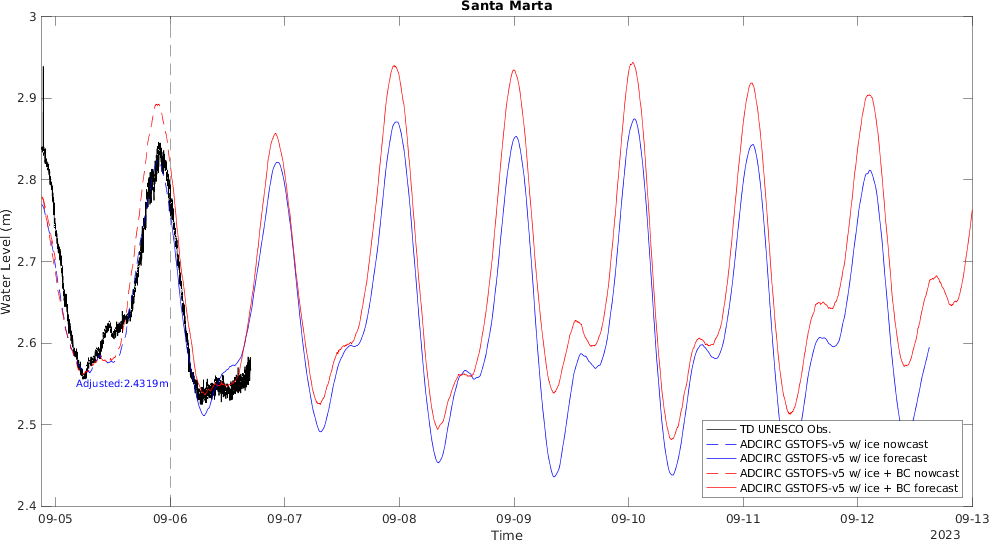 Santa Marta
3
2.9
2.8
2.7
2.6
2.5
2.4
Water Level (m)
Adjusted:2.4319m
TD UNESCO Obs.
ADCIRC GSTOFS-v5 w/ ice nowcast
ADCIRC GSTOFS-v5 w/ ice forecast
ADCIRC GSTOFS-v5 w/ ice + BC nowcast
ADCIRC GSTOFS-v5 w/ ice + BC forecast
09-05 09-06 09-07 09-08 09-09 09-10 09-11 09-12 09-13
Time
2023